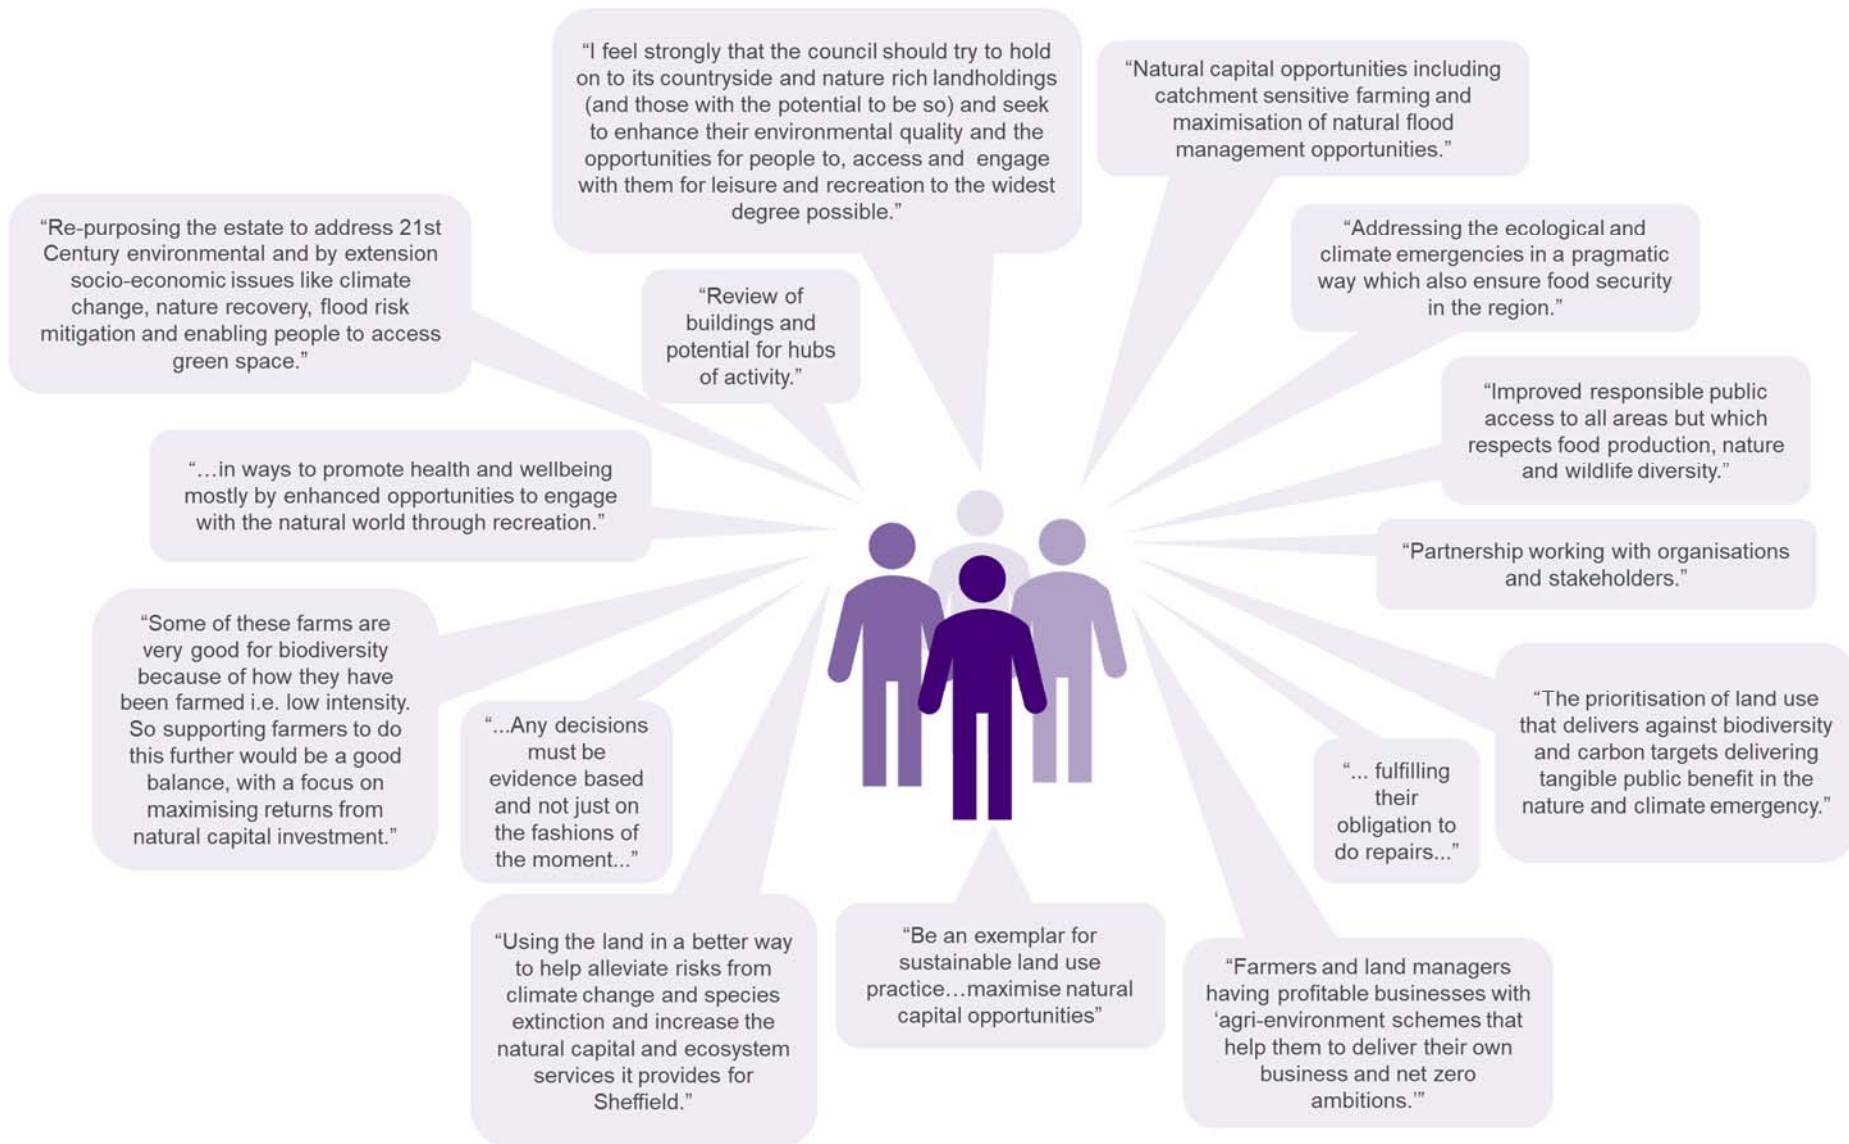 “I feel strongly that the council should try to hold
on to its countryside and nature rich landholdings
(and those with the potential to be so) and seek
to enhance their environmental quality and the
opportunities for people to, access and  engage
with them for leisure and recreation to the widest
degree possible.”
“Natural capital opportunities including
catchment sensitive farming and
maximisation of natural flood
management opportunities.”
“Re-purposing the estate to address 21st
Century environmental and by extension
socio-economic issues like climate
change, nature recovery, flood risk
mitigation and enabling people to access
green space.”
“Review of
buildings and
potential for hubs
of activity.”
“Addressing the ecological and
climate emergencies in a pragmatic
way which also ensure food security
in the region.”
“Improved responsible public
access to all areas but which
respects food production, nature
and wildlife diversity.”
“…in ways to promote health and wellbeing
mostly by enhanced opportunities to engage
with the natural world through recreation.”
“Partnership working with organisations
and stakeholders.”
“Some of these farms are
very good for biodiversity
because of how they have
been farmed i.e. low intensity.
So supporting farmers to do
this further would be a good
balance, with a focus on
maximising returns from
natural capital investment.”
“...Any decisions
must be
evidence based
and not just on
the fashions of
the moment...”
“... fulfilling
their
obligation to
do repairs...”
“The prioritisation of land use
that delivers against biodiversity
and carbon targets delivering
tangible public benefit in the
nature and climate emergency.”
“Using the land in a better way
to help alleviate risks from
climate change and species
extinction and increase the
natural capital and ecosystem
services it provides for
Sheffield.”
“Be an exemplar for
sustainable land use
practice…maximise natural
capital opportunities”
“Farmers and land managers
having profitable businesses with
‘agri-environment schemes that
help them to deliver their own
business and net zero
ambitions.’”